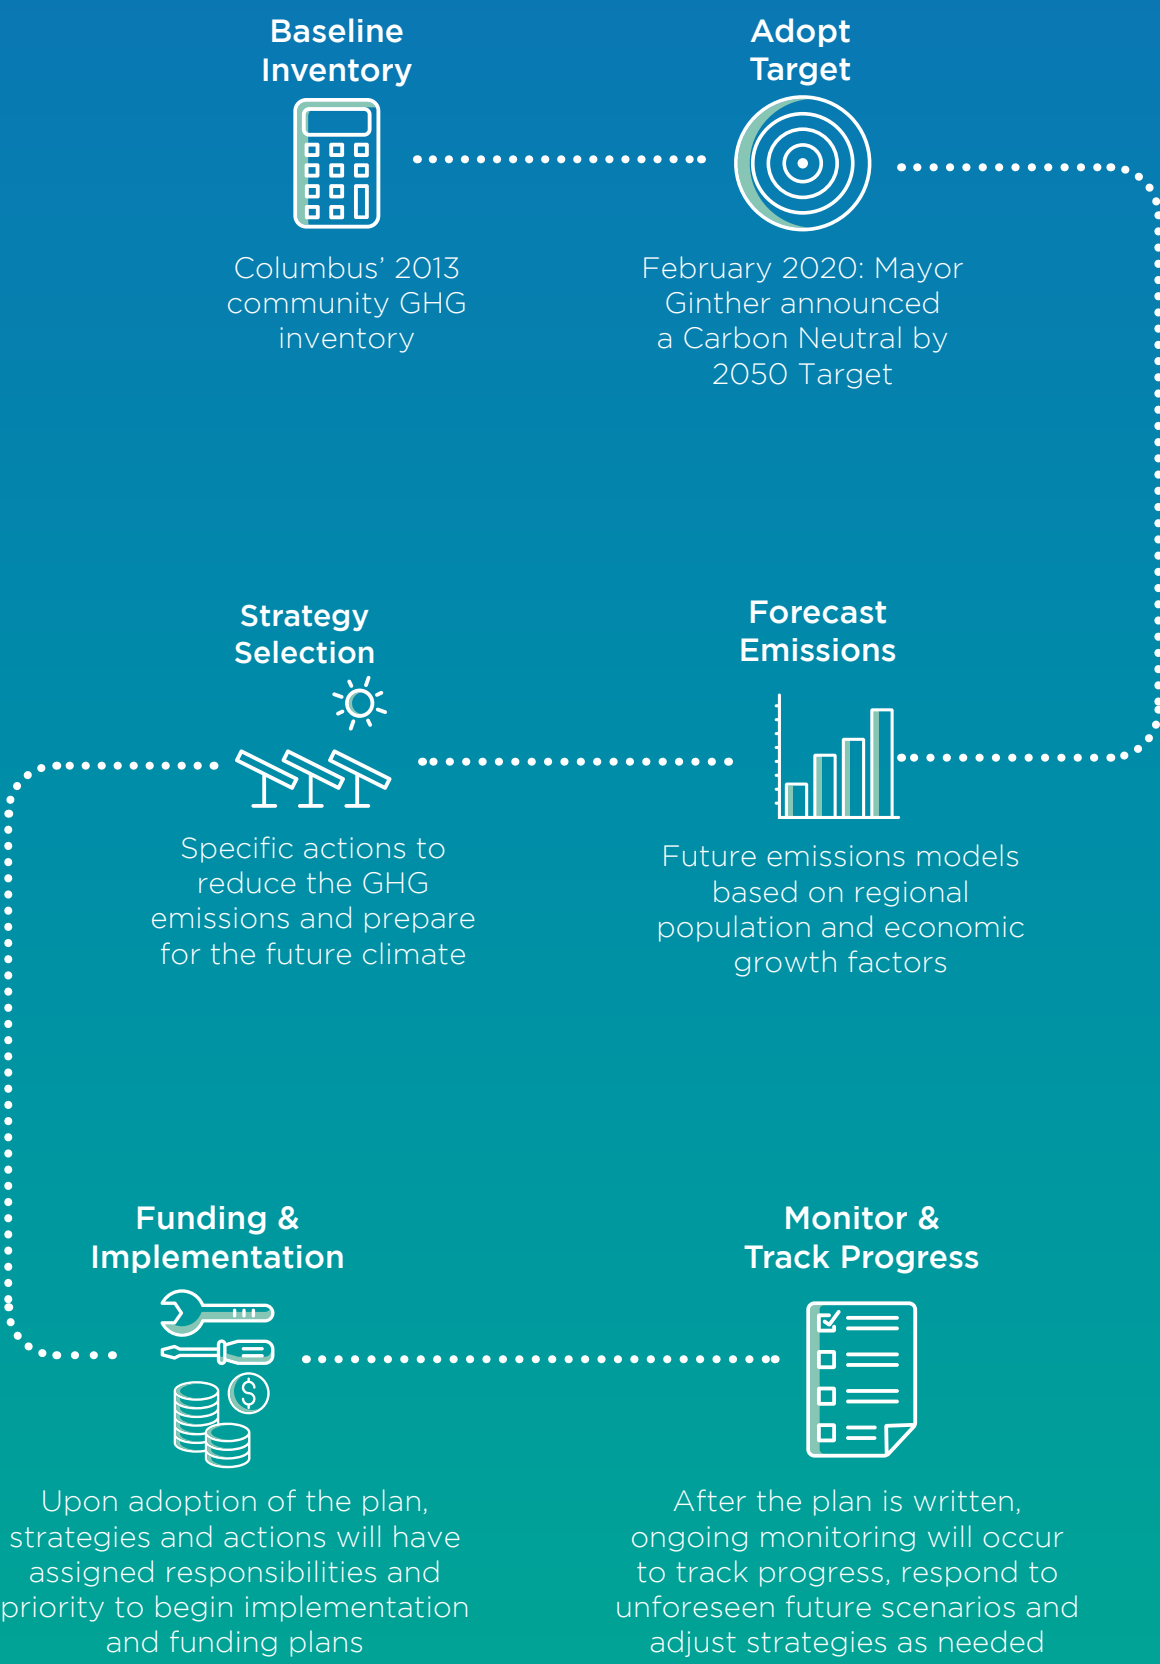 Baseline
Inventory
Columbus’ 2013
community GHG
inventory
Adopt
Target
February 2020: Mayor
Ginther announced
a Carbon Neutral by
2050 Target
Forecast
Emissions
Future emissions models
based on regional
population and economic
growth factors
Strategy
Selection
Specific actions to
reduce the GHG
emissions and prepare
for the future climate
Funding &
Implementation
$
Upon adoption of the plan,
strategies and actions will have
assigned responsibilities and
priority to begin implementation
and funding plans
Monitor &
Track Progress
After the plan is written,
ongoing monitoring will occur
to track progress, respond to
unforeseen future scenarios and
adjust strategies as needed